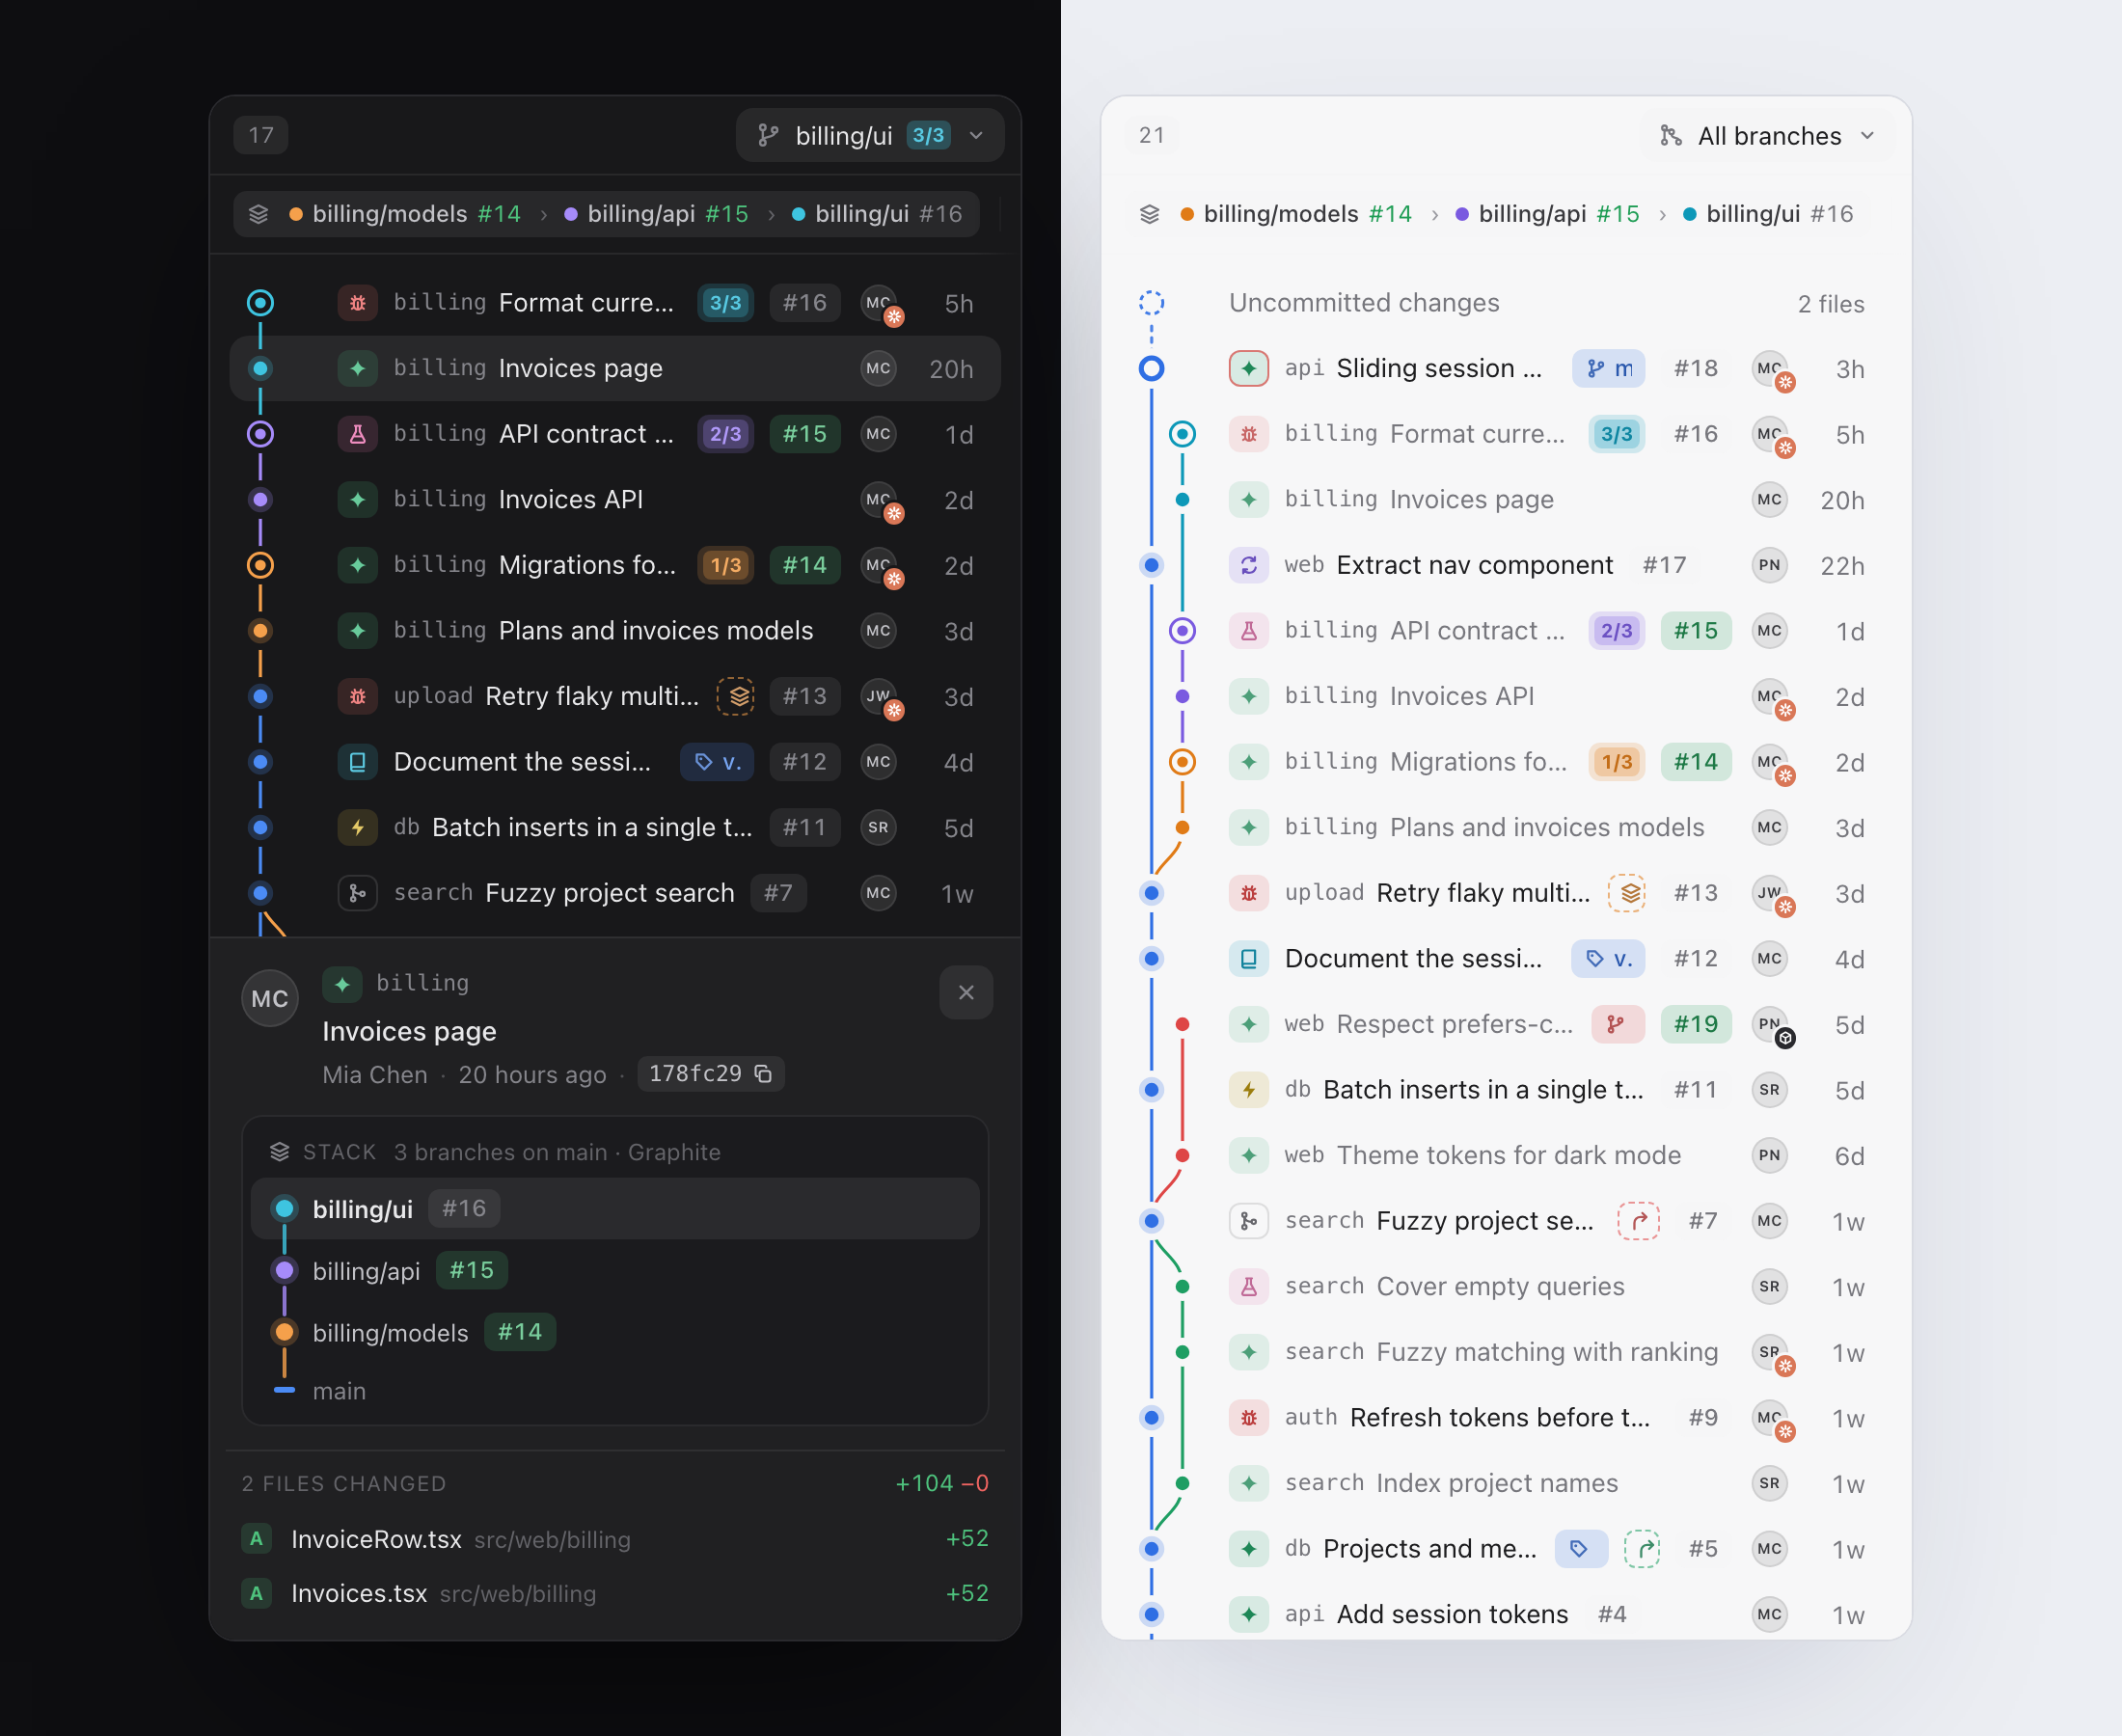 17 billing/ui 3/3
billing/models #14 › billing/api #15 › billing/ui #16
billing Format curre... 3/3 #16 MC 5h
billing Invoices page MC 20h
billing API contract ... 2/3 #15 MC 1d
billing Invoices API MC 2d
billing Migrations fo... 1/3 #14 MC 2d
billing Plans and invoices models MC 3d
upload Retry flaky multi... #13 JW 3d
Document the sessi... v. #12 MC 4d
db Batch inserts in a single t... #11 SR 5d
search Fuzzy project search #7 MC 1w
MC billing
Invoices page
Mia Chen · 20 hours ago · 178fc29
STACK 3 branches on main · Graphite
billing/ui #16
billing/api #15
billing/models #14
main
2 FILES CHANGED +104 −0
A InvoiceRow.tsx src/web/billing +52
A Invoices.tsx src/web/billing +52
21 All branches
billing/models #14 › billing/api #15 › billing/ui #16
Uncommitted changes 2 files
api Sliding session ... m #18 MC 3h
billing Format curre... 3/3 #16 MC 5h
billing Invoices page MC 20h
web Extract nav component #17 PN 22h
billing API contract ... 2/3 #15 MC 1d
billing Invoices API MC 2d
billing Migrations fo... 1/3 #14 MC 2d
billing Plans and invoices models MC 3d
upload Retry flaky multi... #13 JW 3d
Document the sessi... v. #12 MC 4d
web Respect prefers-c... #19 PN 5d
db Batch inserts in a single t... #11 SR 5d
web Theme tokens for dark mode PN 6d
search Fuzzy project se... #7 MC 1w
search Cover empty queries SR 1w
search Fuzzy matching with ranking SR 1w
auth Refresh tokens before t... #9 MC 1w
search Index project names SR 1w
db Projects and me... #5 MC 1w
api Add session tokens #4 MC 1w